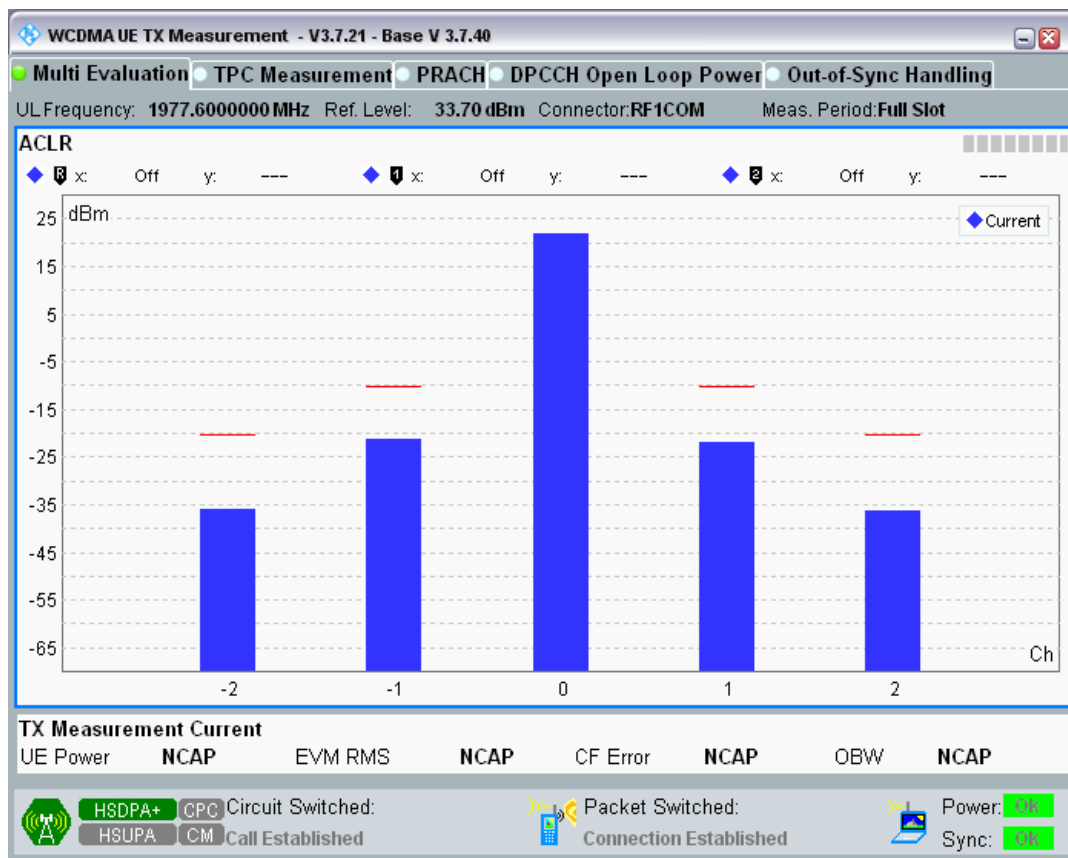 WCDMA UE TX Measurement - V3.7.21 - Base V 3.7.40
Multi Evaluation TPC Measurement PRACH DPCCH Open Loop Power Out-of-Sync Handling
UL Frequency: 1977.6000000 MHz Ref. Level: 33.70 dBm Connector:RF1COM Meas. Period:Full Slot
ACLR
R x: Off y: --- 1 x: Off y: --- 2 x: Off y: ---
dBm
Current
25
15
5
-5
-15
-25
-35
-45
-55
-65
Ch
-2 -1 0 1 2
TX Measurement Current
UE Power NCAP EVM RMS NCAP CF Error NCAP OBW NCAP
HSDPA+ CPC Circuit Switched: Packet Switched: Power: OK
HSUPA CM Call Established Connection Established Sync: OK